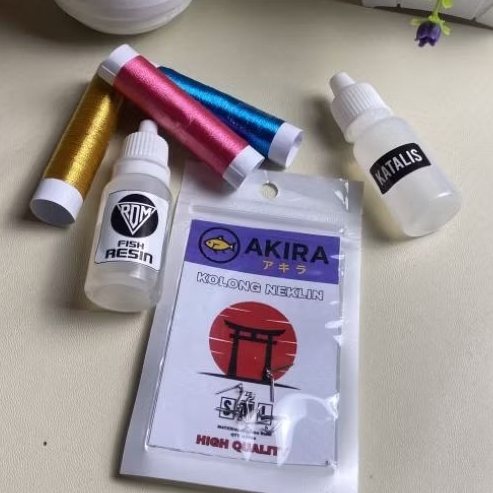 RDM
FISH
RESIN
KATALIS
AKIRA
アキラ
KOLONG NEKLIN
HIGH QUALITY